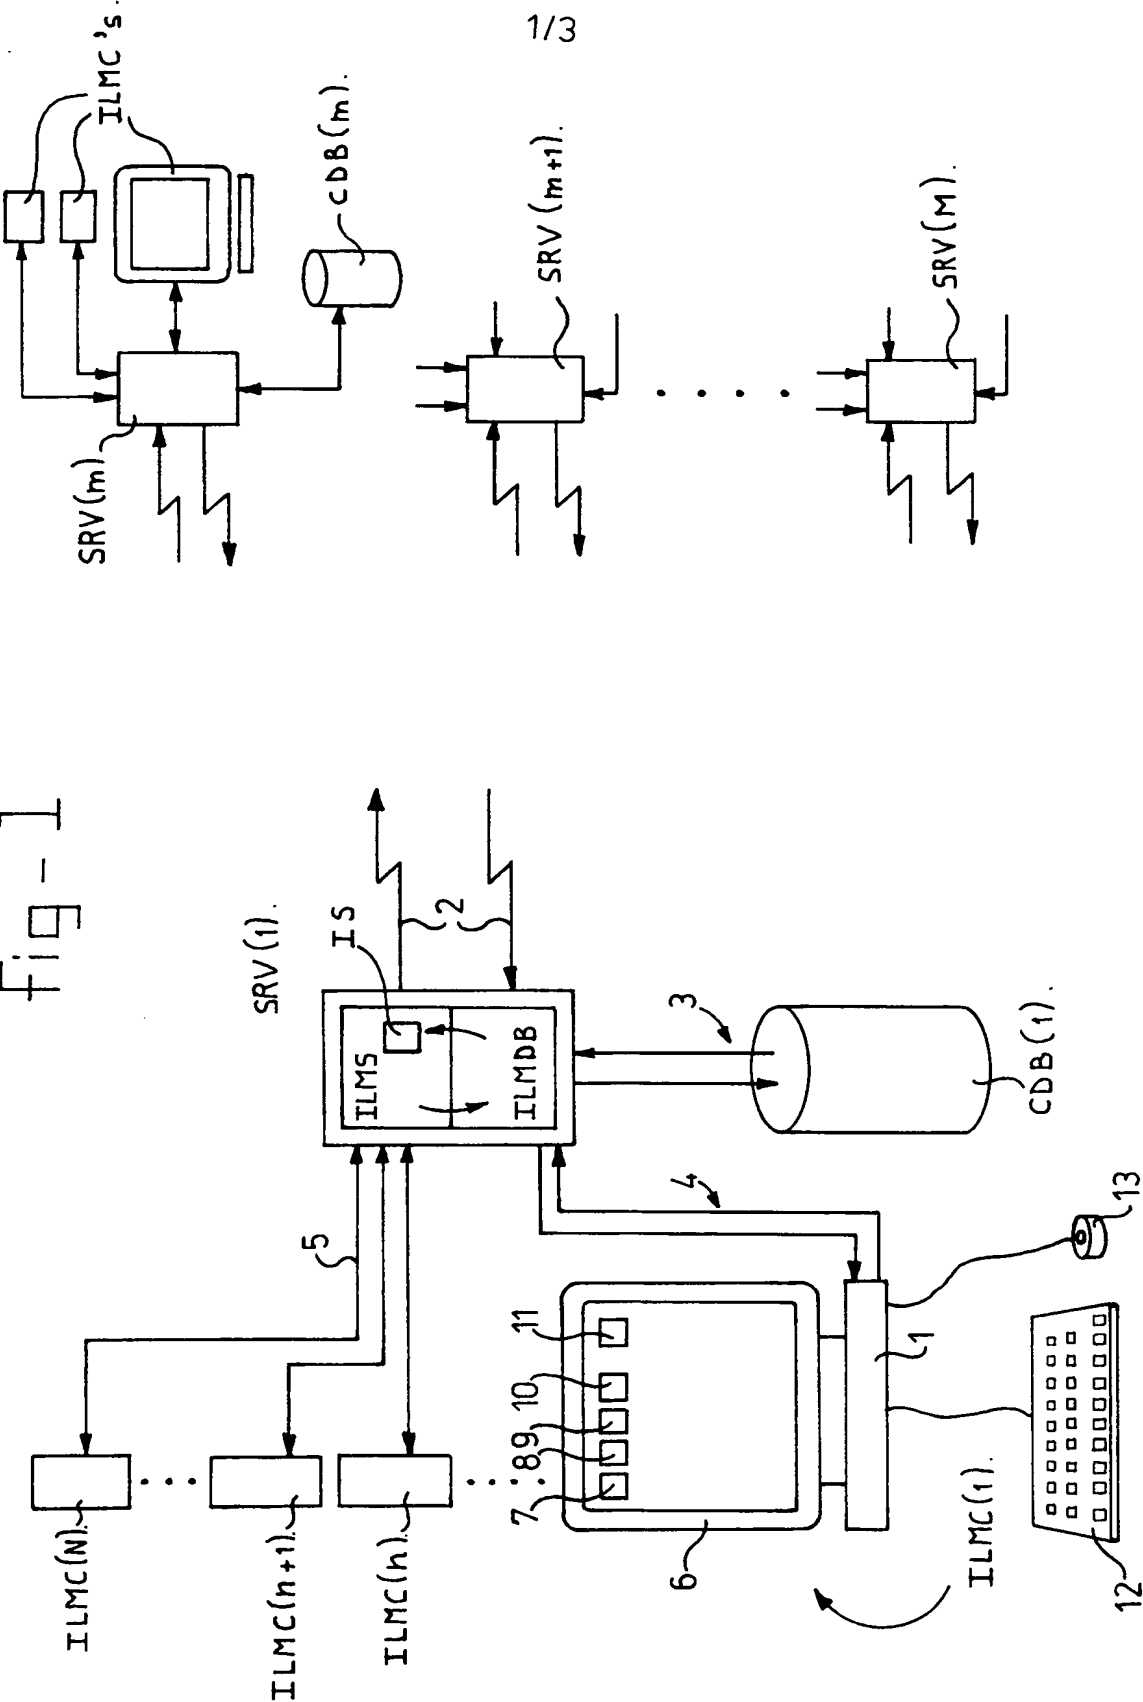 1/3
Fig-1
ILMC(N).
ILMC(n+1).
ILMC(n).
5
SRV(1).
IS
2
ILMS
ILMDB
3
CDB(1).
4
7
8
9
10
11
6
1
ILMC(1).
12
13
ILMC's.
SRV(m)
CDB(m).
SRV(m+1).
SRV(M).